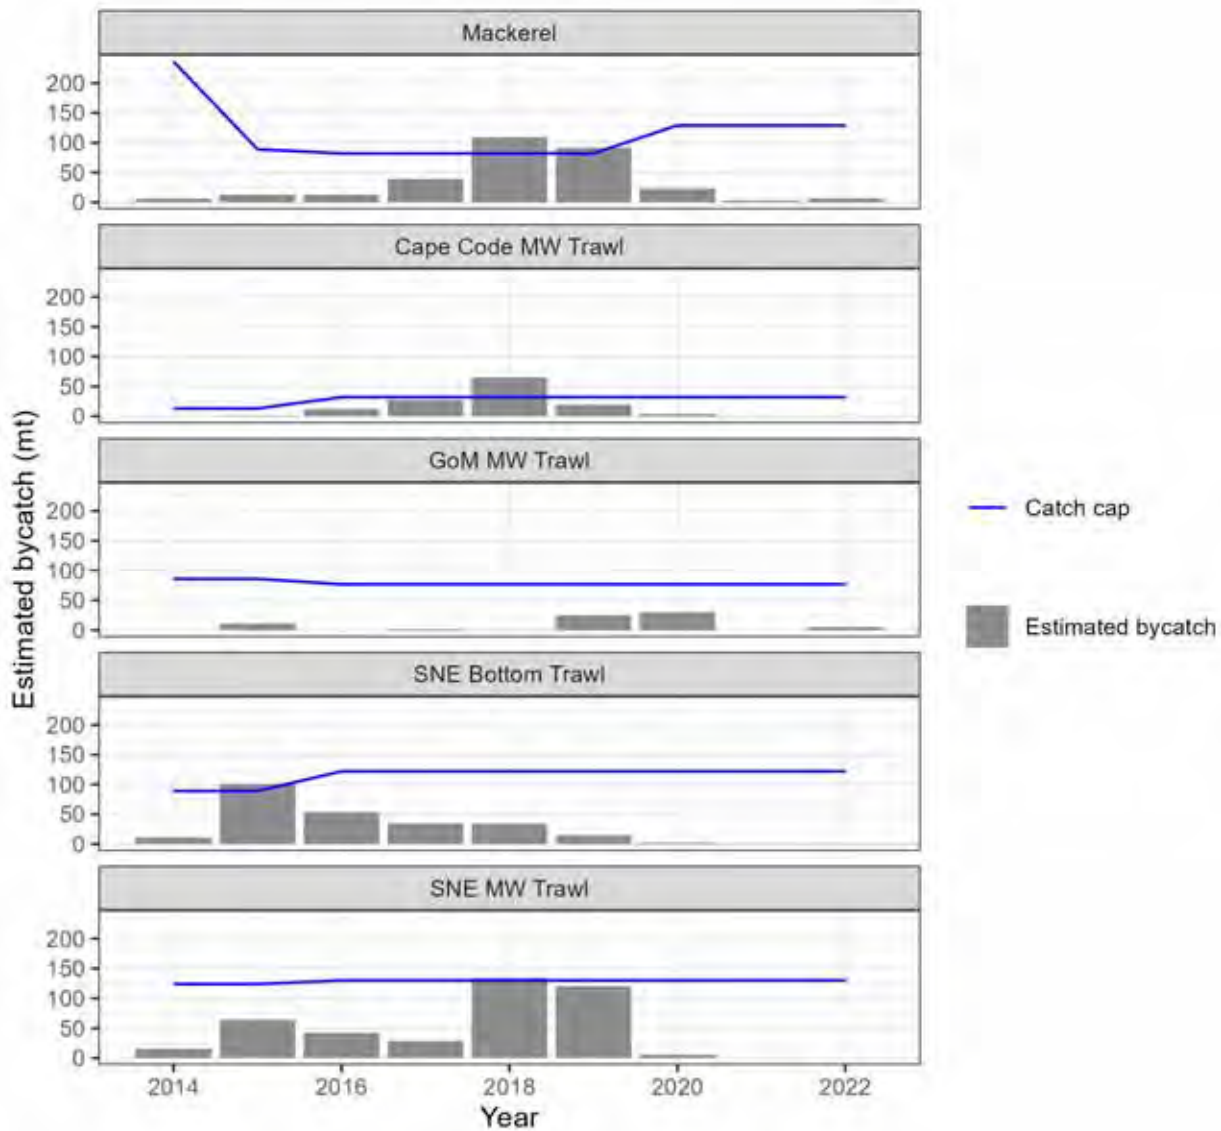 Mackerel
200
150
100
50
0
Cape Code MW Trawl
200
150
100
50
0
GoM MW Trawl
200
150
100
50
0
SNE Bottom Trawl
200
150
100
50
0
SNE MW Trawl
200
150
100
50
0
2014 2016 2018 2020 2022
Year
Estimated bycatch (mt)
Catch cap
Estimated bycatch